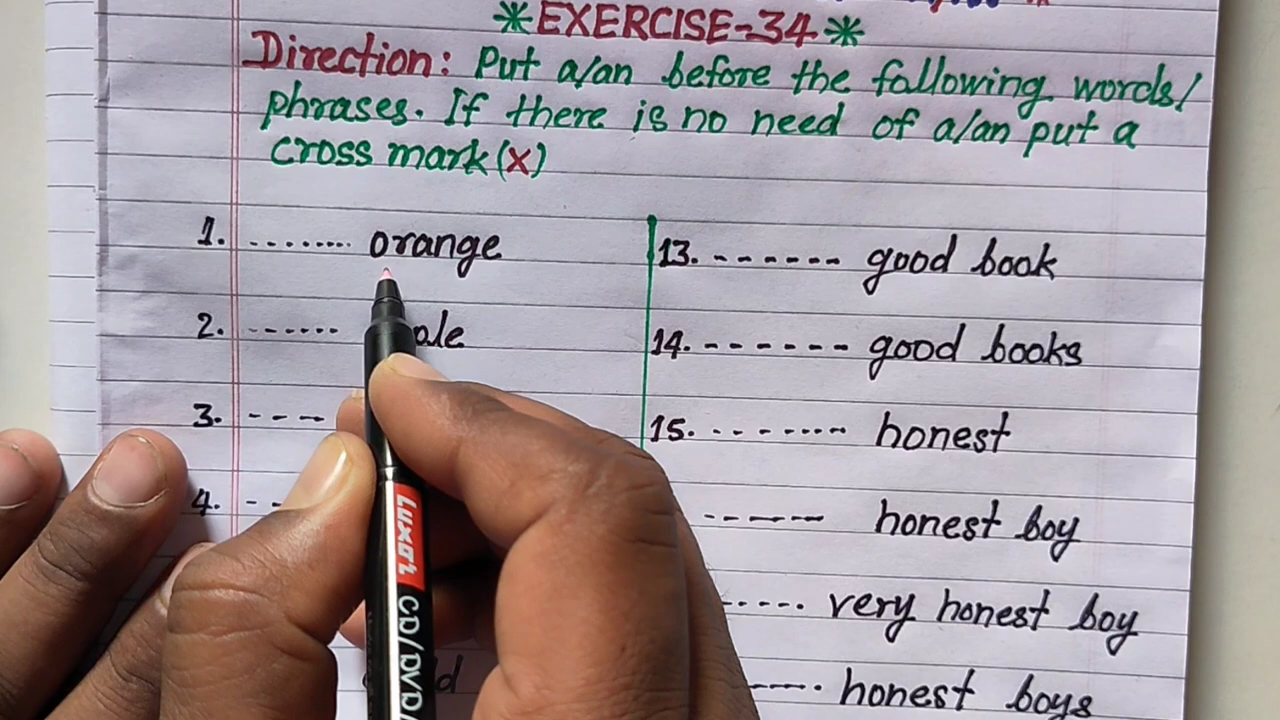 *EXERCISE-34*
Direction: Put a/an before the following words/
phrases. If there is no need of a/an put a
cross mark(x)
1. ........ orange
2. ......
3. ---
4. --
13. ------- good book
14. ------- good books
15. -------- honest
------ honest boy
..... very honest boy
----. honest boys
Luxor CD/DVD/